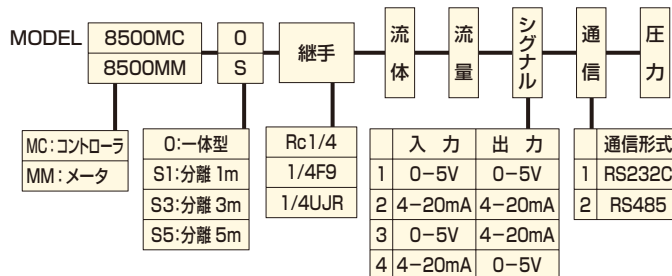 MODEL 8500MC O 継手 流体 流量 シグナル 通信 圧力
8500MM S
MC:コントローラ
MM:メータ
O:一体型
S1:分離 1m
S3:分離 3m
S5:分離 5m
Rc1/4
1/4F9
1/4UJR
入 力 出 力
1 0-5V 0-5V
2 4-20mA 4-20mA
3 0-5V 4-20mA
4 4-20mA 0-5V
通信形式
1 RS232C
2 RS485